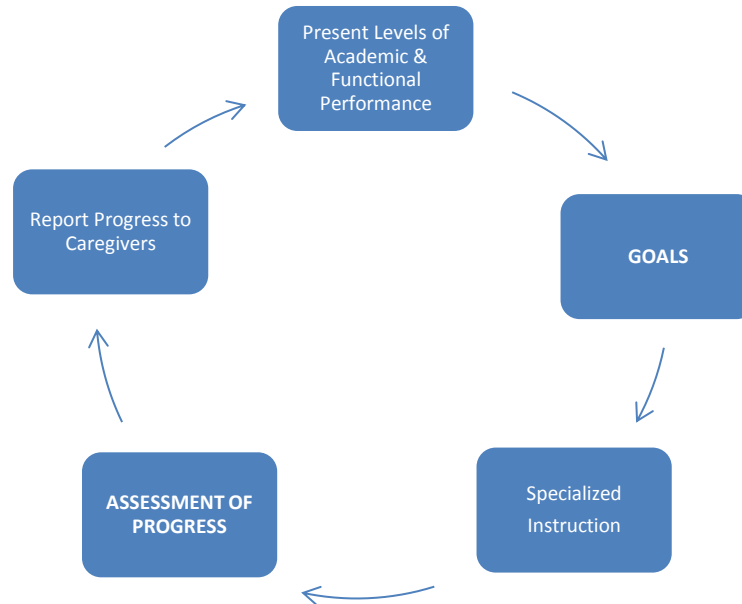 Present Levels of
Academic &
Functional
Performance
GOALS
Specialized
Instruction
ASSESSMENT OF
PROGRESS
Report Progress to
Caregivers